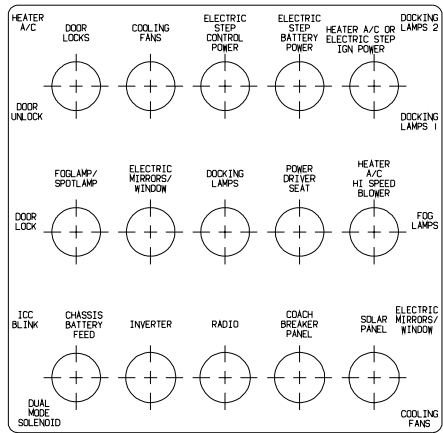 HEATER
A/C
DOOR
LOCKS
COOLING
FANS
ELECTRIC
STEP
CONTROL
POWER
ELECTRIC
STEP
BATTERY
POWER
HEATER A/C OR
ELECTRIC STEP
IGN POWER
DOCKING
LAMPS 2
DOOR
UNLOCK
DOCKING
LAMPS 1
FOGLAMP/
SPOTLAMP
ELECTRIC
MIRRORS/
WINDOW
DOCKING
LAMPS
POWER
DRIVER
SEAT
HEATER
A/C
HI SPEED
BLOWER
DOOR
LOCK
FOG
LAMPS
ICC
BLINK
CHASSIS
BATTERY
FEED
INVERTER
RADIO
COACH
BREAKER
PANEL
SOLAR
PANEL
ELECTRIC
MIRRORS/
WINDOW
DUAL
MODE
SOLENOID
COOLING
FANS